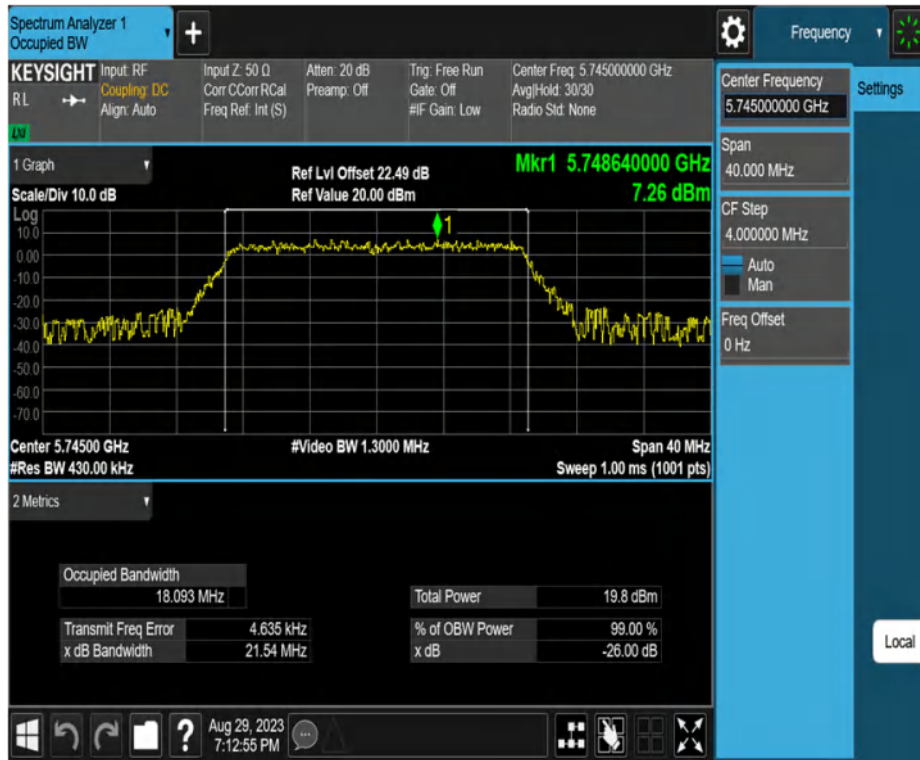 Spectrum Analyzer 1
Occupied BW
+
Frequency
KEYSIGHT
RL
LXI
Input: RF
Coupling: DC
Align: Auto
Input Z: 50 Ω
Corr CCorr RCal
Freq Ref: Int (S)
Atten: 20 dB
Preamp: Off
Trig: Free Run
Gate: Off
#IF Gain: Low
Center Freq: 5.745000000 GHz
Avg|Hold: 30/30
Radio Std: None
Center Frequency
5.745000000 GHz
Settings
Span
40.000 MHz
CF Step
4.000000 MHz
Auto
Man
Freq Offset
0 Hz
Local
1 Graph
Scale/Div 10.0 dB
Ref Lvl Offset 22.49 dB
Ref Value 20.00 dBm
Mkr1 5.748640000 GHz
7.26 dBm
Log
1
10.0
0.00
-10.0
-20.0
-30.0
-40.0
-50.0
-60.0
-70.0
Center 5.74500 GHz
#Video BW 1.3000 MHz
Span 40 MHz
#Res BW 430.00 kHz
Sweep 1.00 ms (1001 pts)
2 Metrics
Occupied Bandwidth
18.093 MHz
Total Power 19.8 dBm
Transmit Freq Error 4.635 kHz
% of OBW Power 99.00 %
x dB Bandwidth 21.54 MHz
x dB -26.00 dB
?
Aug 29, 2023
7:12:55 PM